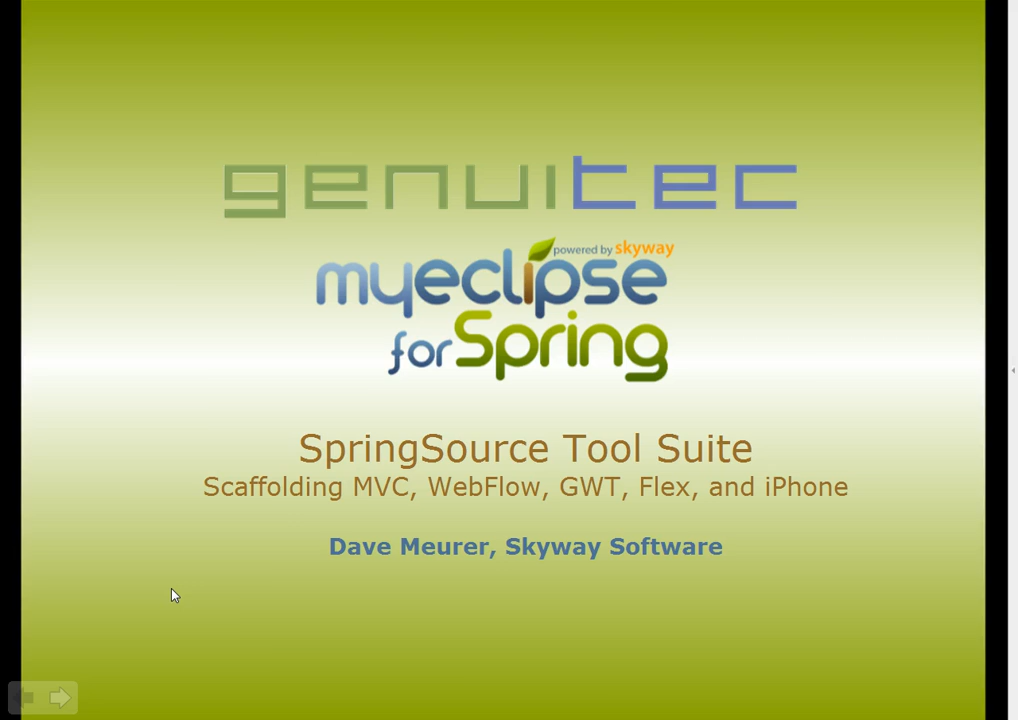 genuitec
powered by skyway
myeclipse
for Spring
SpringSource Tool Suite
Scaffolding MVC, WebFlow, GWT, Flex, and iPhone
Dave Meurer, Skyway Software